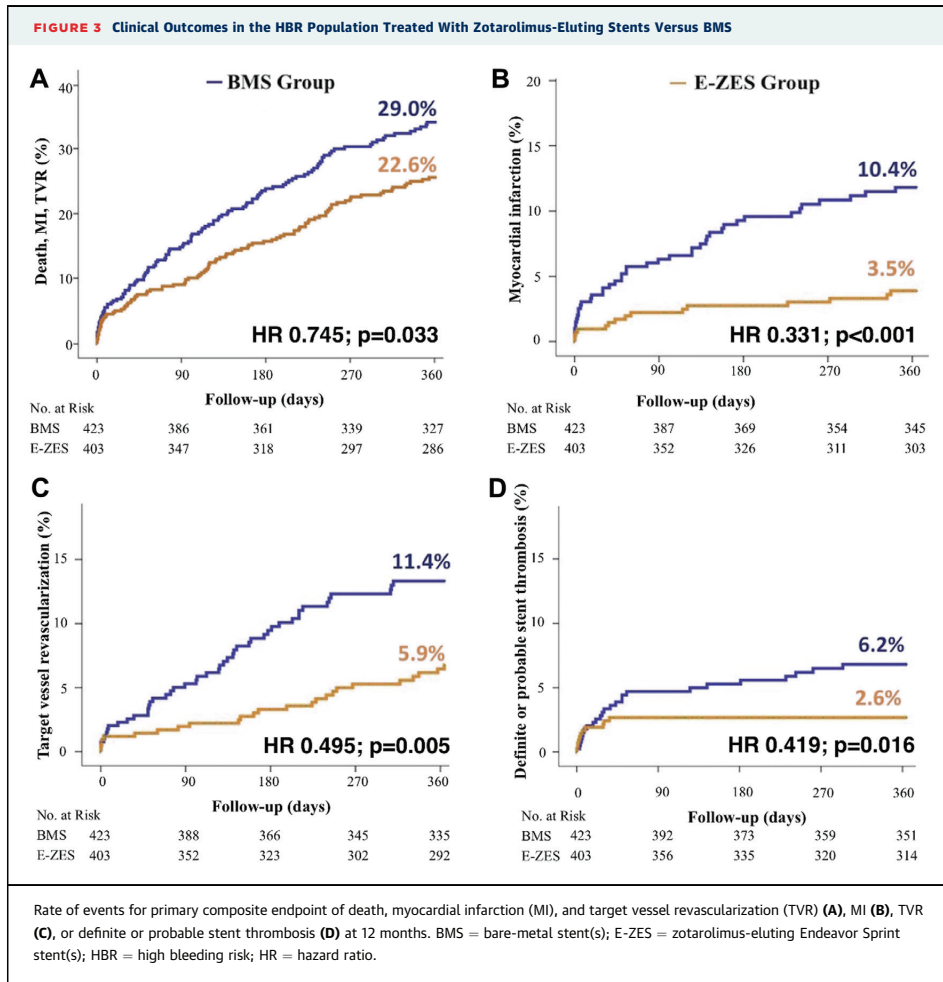 FIGURE 3 Clinical Outcomes in the HBR Population Treated With Zotarolimus-Eluting Stents Versus BMS
A
BMS Group
Death, MI, TVR (%)
40
30
20
10
0
29.0%
22.6%
HR 0.745; p=0.033
0 90 180 270 360
Follow-up (days)
No. at Risk
BMS 423 386 361 339 327
E-ZES 403 347 318 297 286
B
E-ZES Group
Myocardial infarction (%)
20
15
10
5
0
10.4%
3.5%
HR 0.331; p<0.001
0 90 180 270 360
Follow-up (days)
No. at Risk
BMS 423 387 369 354 345
E-ZES 403 352 326 311 303
C
Target vessel revascularization (%)
15
10
5
0
11.4%
5.9%
HR 0.495; p=0.005
0 90 180 270 360
Follow-up (days)
No. at Risk
BMS 423 388 366 345 335
E-ZES 403 352 323 302 292
D
Definite or probable stent thrombosis (%)
15
10
5
0
6.2%
2.6%
HR 0.419; p=0.016
0 90 180 270 360
Follow-up (days)
No. at Risk
BMS 423 392 373 359 351
E-ZES 403 356 335 320 314
Rate of events for primary composite endpoint of death, myocardial infarction (MI), and target vessel revascularization (TVR) (A), MI (B), TVR
(C), or definite or probable stent thrombosis (D) at 12 months. BMS = bare-metal stent(s); E-ZES = zotarolimus-eluting Endeavor Sprint
stent(s); HBR = high bleeding risk; HR = hazard ratio.